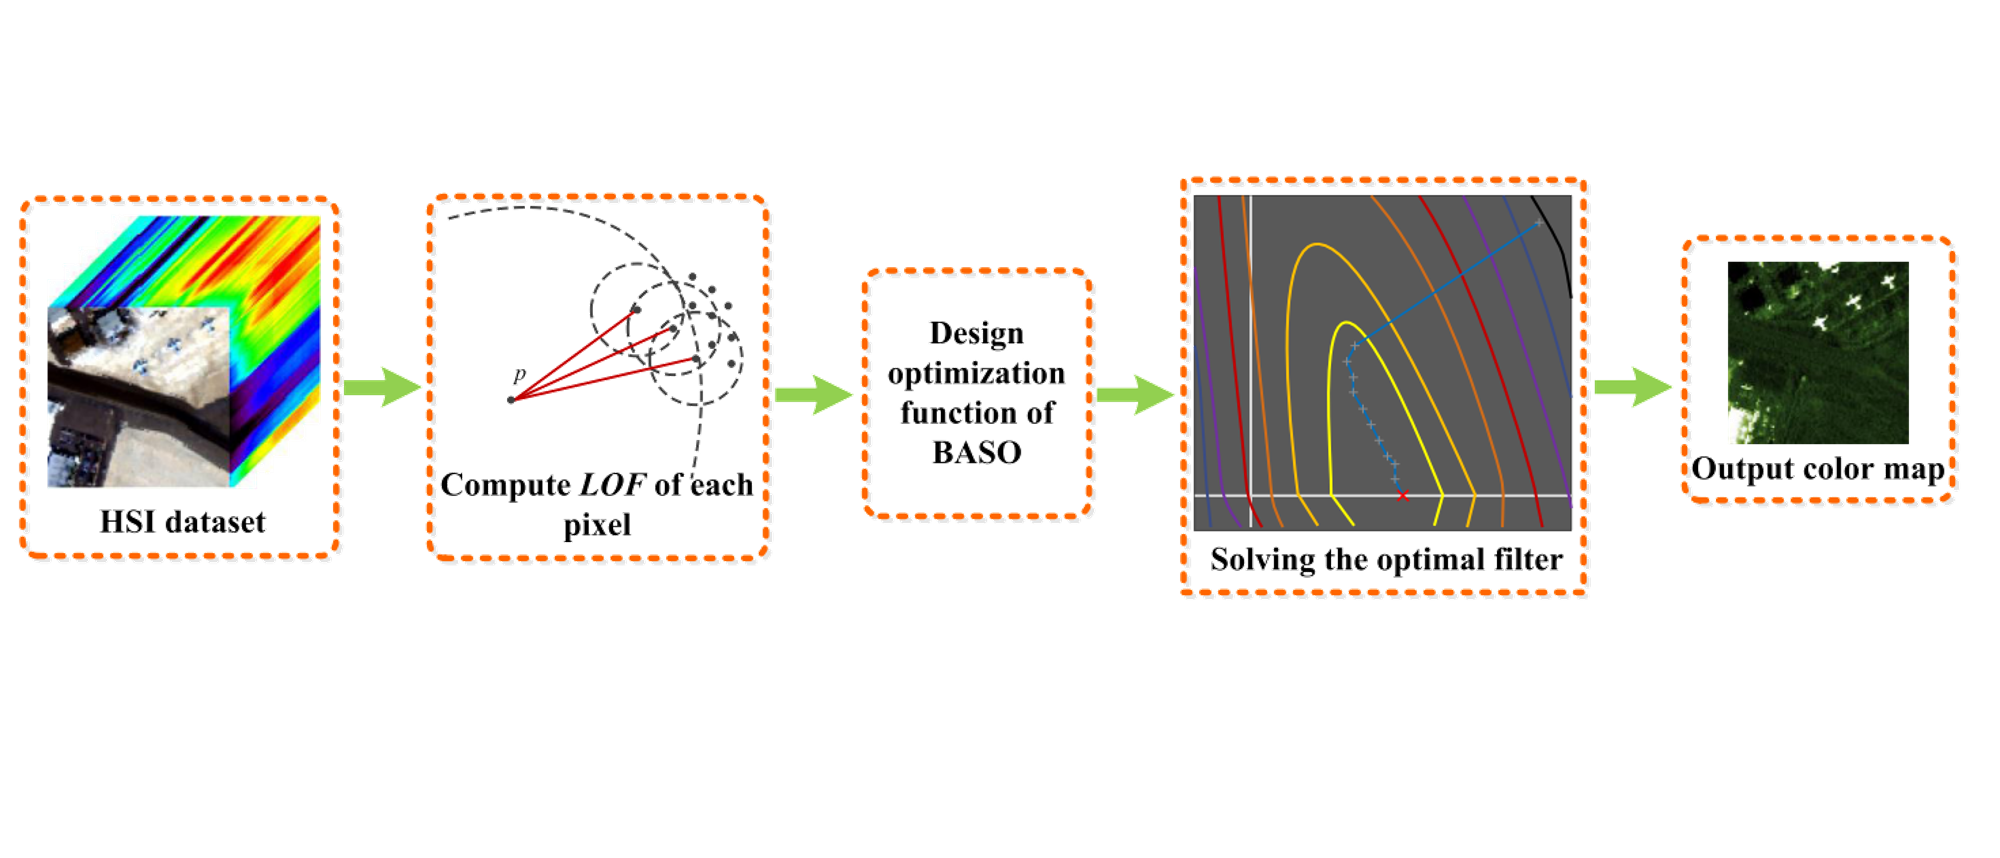 HSI dataset
p
Compute LOF of each
pixel
Design
optimization
function of
BASO
Solving the optimal filter
Output color map